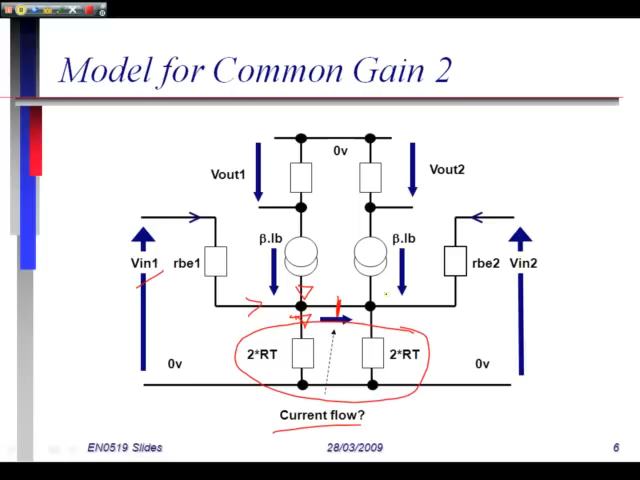 Model for Common Gain 2
0v
Vout1
Vout2
β.Ib
β.Ib
Vin1
rbe1
rbe2
Vin2
2*RT
2*RT
0v
0v
Current flow?
EN0519 Slides
28/03/2009
6